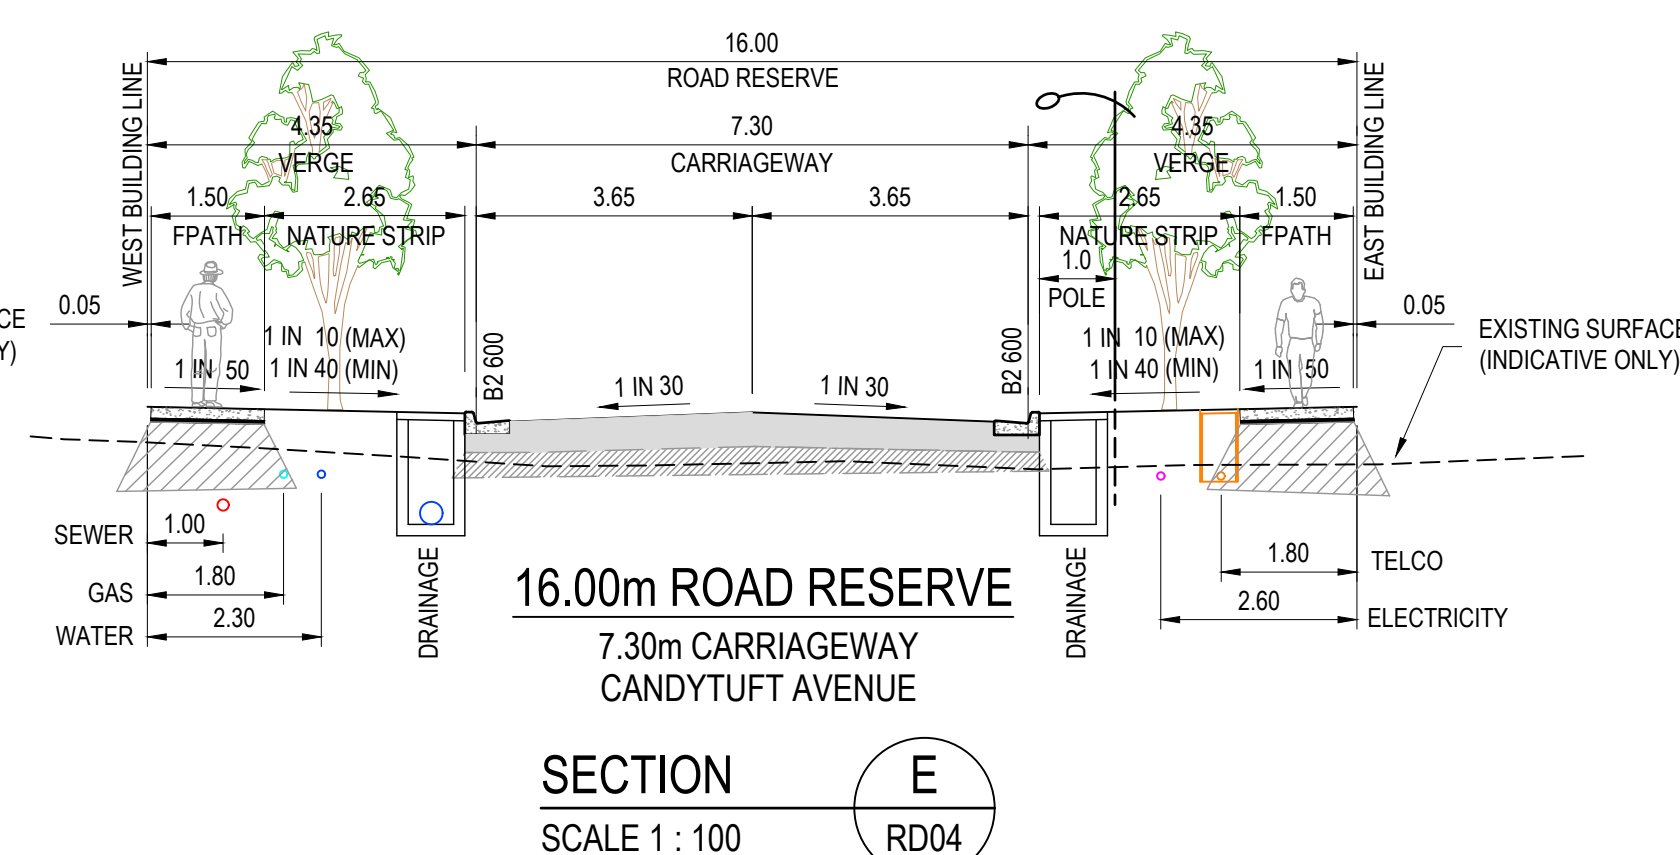 16.00
ROAD RESERVE
WEST BUILDING LINE
EAST BUILDING LINE
4.35
VERGE
7.30
CARRIAGEWAY
4.35
VERGE
1.50
FPATH
2.65
NATURE STRIP
3.65
3.65
2.65
NATURE STRIP
1.50
FPATH
1.0
POLE
0.05
0.05
EXISTING SURFACE
(INDICATIVE ONLY)
1 IN 10 (MAX)
1 IN 40 (MIN)
1 IN 50
B2 600
1 IN 30
1 IN 30
B2 600
1 IN 10 (MAX)
1 IN 40 (MIN)
1 IN 50
SEWER
1.00
GAS
1.80
WATER
2.30
DRAINAGE
DRAINAGE
1.80
TELCO
2.60
ELECTRICITY
16.00m ROAD RESERVE
7.30m CARRIAGEWAY
CANDYTUFT AVENUE
SECTION
E
SCALE 1 : 100
RD04